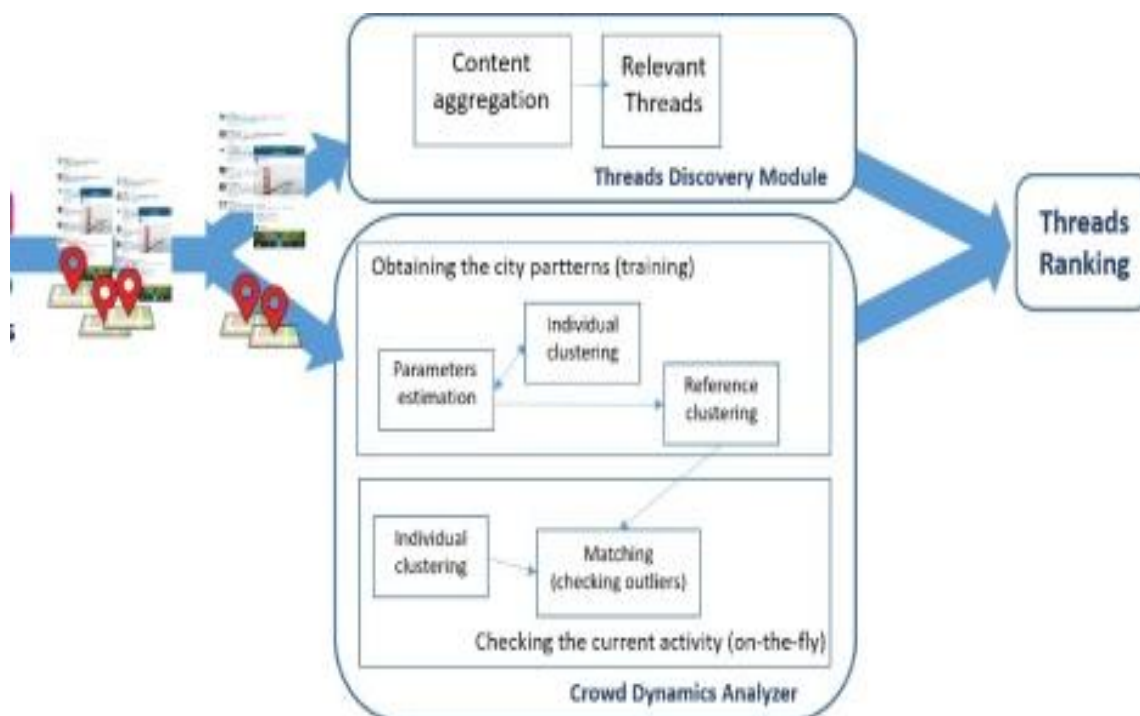 Content
aggregation
Relevant
Threads
Threads Discovery Module
Obtaining the city partterns (training)
Individual
clustering
Parameters
estimation
Reference
clustering
Individual
clustering
Matching
(checking outliers)
Checking the current activity (on-the-fly)
Crowd Dynamics Analyzer
Threads
Ranking